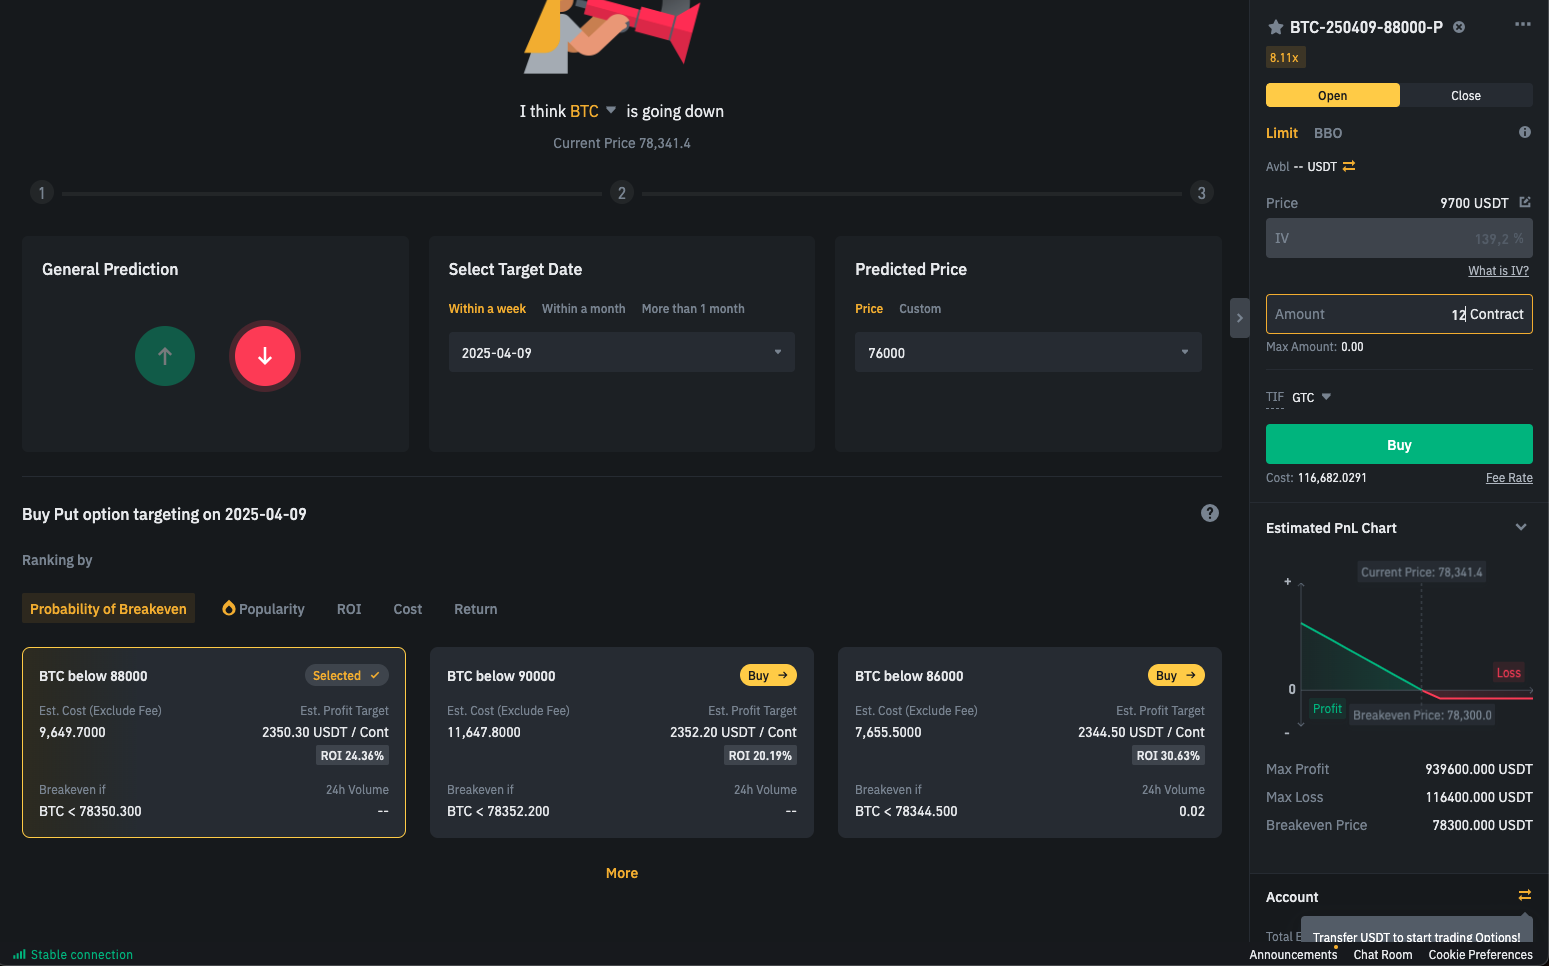 I think BTC is going down
Current Price 78,341.4
1
2
3
General Prediction
Select Target Date
Within a week Within a month More than 1 month
2025-04-09
Predicted Price
Price Custom
76000
Buy Put option targeting on 2025-04-09
?
Ranking by
Probability of Breakeven Popularity ROI Cost Return
BTC below 88000 Selected
Est. Cost (Exclude Fee) Est. Profit Target
9,649.7000 2350.30 USDT / Cont
ROI 24.36%
Breakeven if 24h Volume
BTC < 78350.300 --
BTC below 90000 Buy →
Est. Cost (Exclude Fee) Est. Profit Target
11,647.8000 2352.20 USDT / Cont
ROI 20.19%
Breakeven if 24h Volume
BTC < 78352.200 --
BTC below 86000 Buy →
Est. Cost (Exclude Fee) Est. Profit Target
7,655.5000 2344.50 USDT / Cont
ROI 30.63%
Breakeven if 24h Volume
BTC < 78344.500 0.02
More
Stable connection
BTC-250409-88000-P
8.11x
Open Close
Limit BBO
Avbl -- USDT
Price 9700 USDT
IV 139,2 %
What is IV?
Amount 12 Contract
Max Amount: 0.00
TIF GTC
Buy
Cost: 116,682.0291 Fee Rate
Estimated PnL Chart
Current Price: 78,341.4
+
0
-
Loss
Profit
Breakeven Price: 78,300.0
Max Profit 939600.000 USDT
Max Loss 116400.000 USDT
Breakeven Price 78300.000 USDT
Account
Total
Transfer USDT to start trading Options!
Announcements Chat Room Cookie Preferences